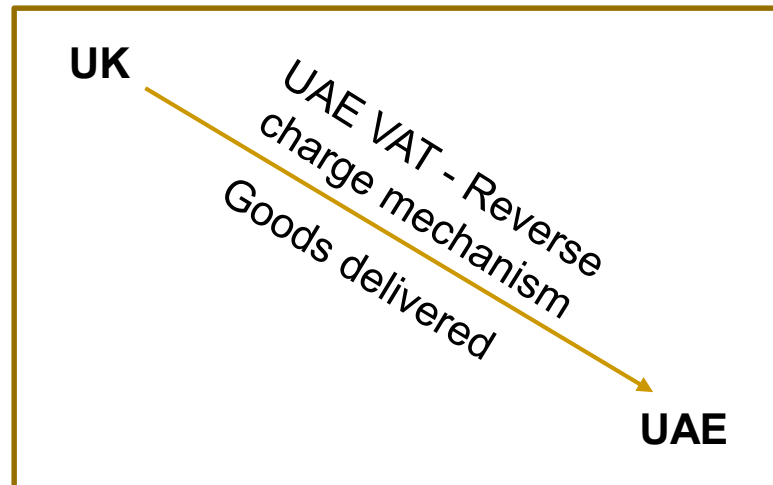 UK
UAE VAT - Reverse
charge mechanism
Goods delivered
UAE